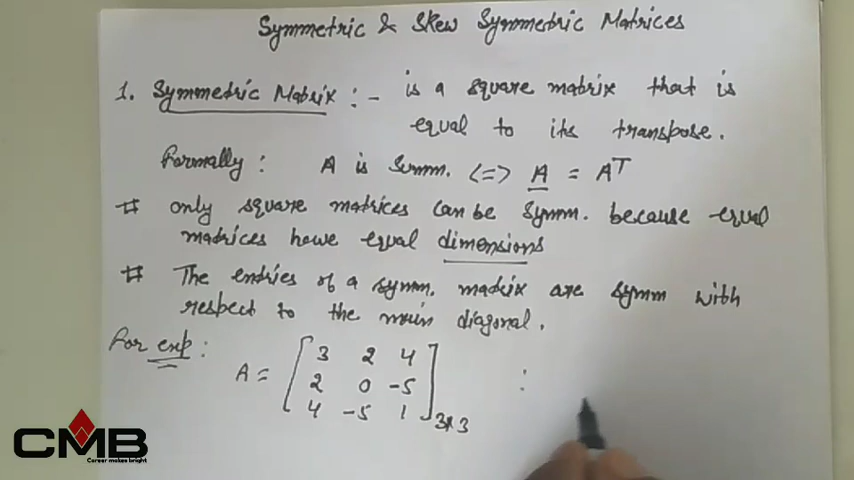 Symmetric & Skew Symmetric Matrices
1. Symmetric Matrix :- is a square matrix that is
equal to its transpose.
Formally : A is Symm. <=> A = A^T
# only square matrices can be Symm. because equal
matrices have equal dimensions
# The entries of a symm. matrix are symm with
respect to the main diagonal.
For exp :
A = [ 3 2 4
2 0 -5
4 -5 1 ] 3x3 :
CMB
Career makes bright